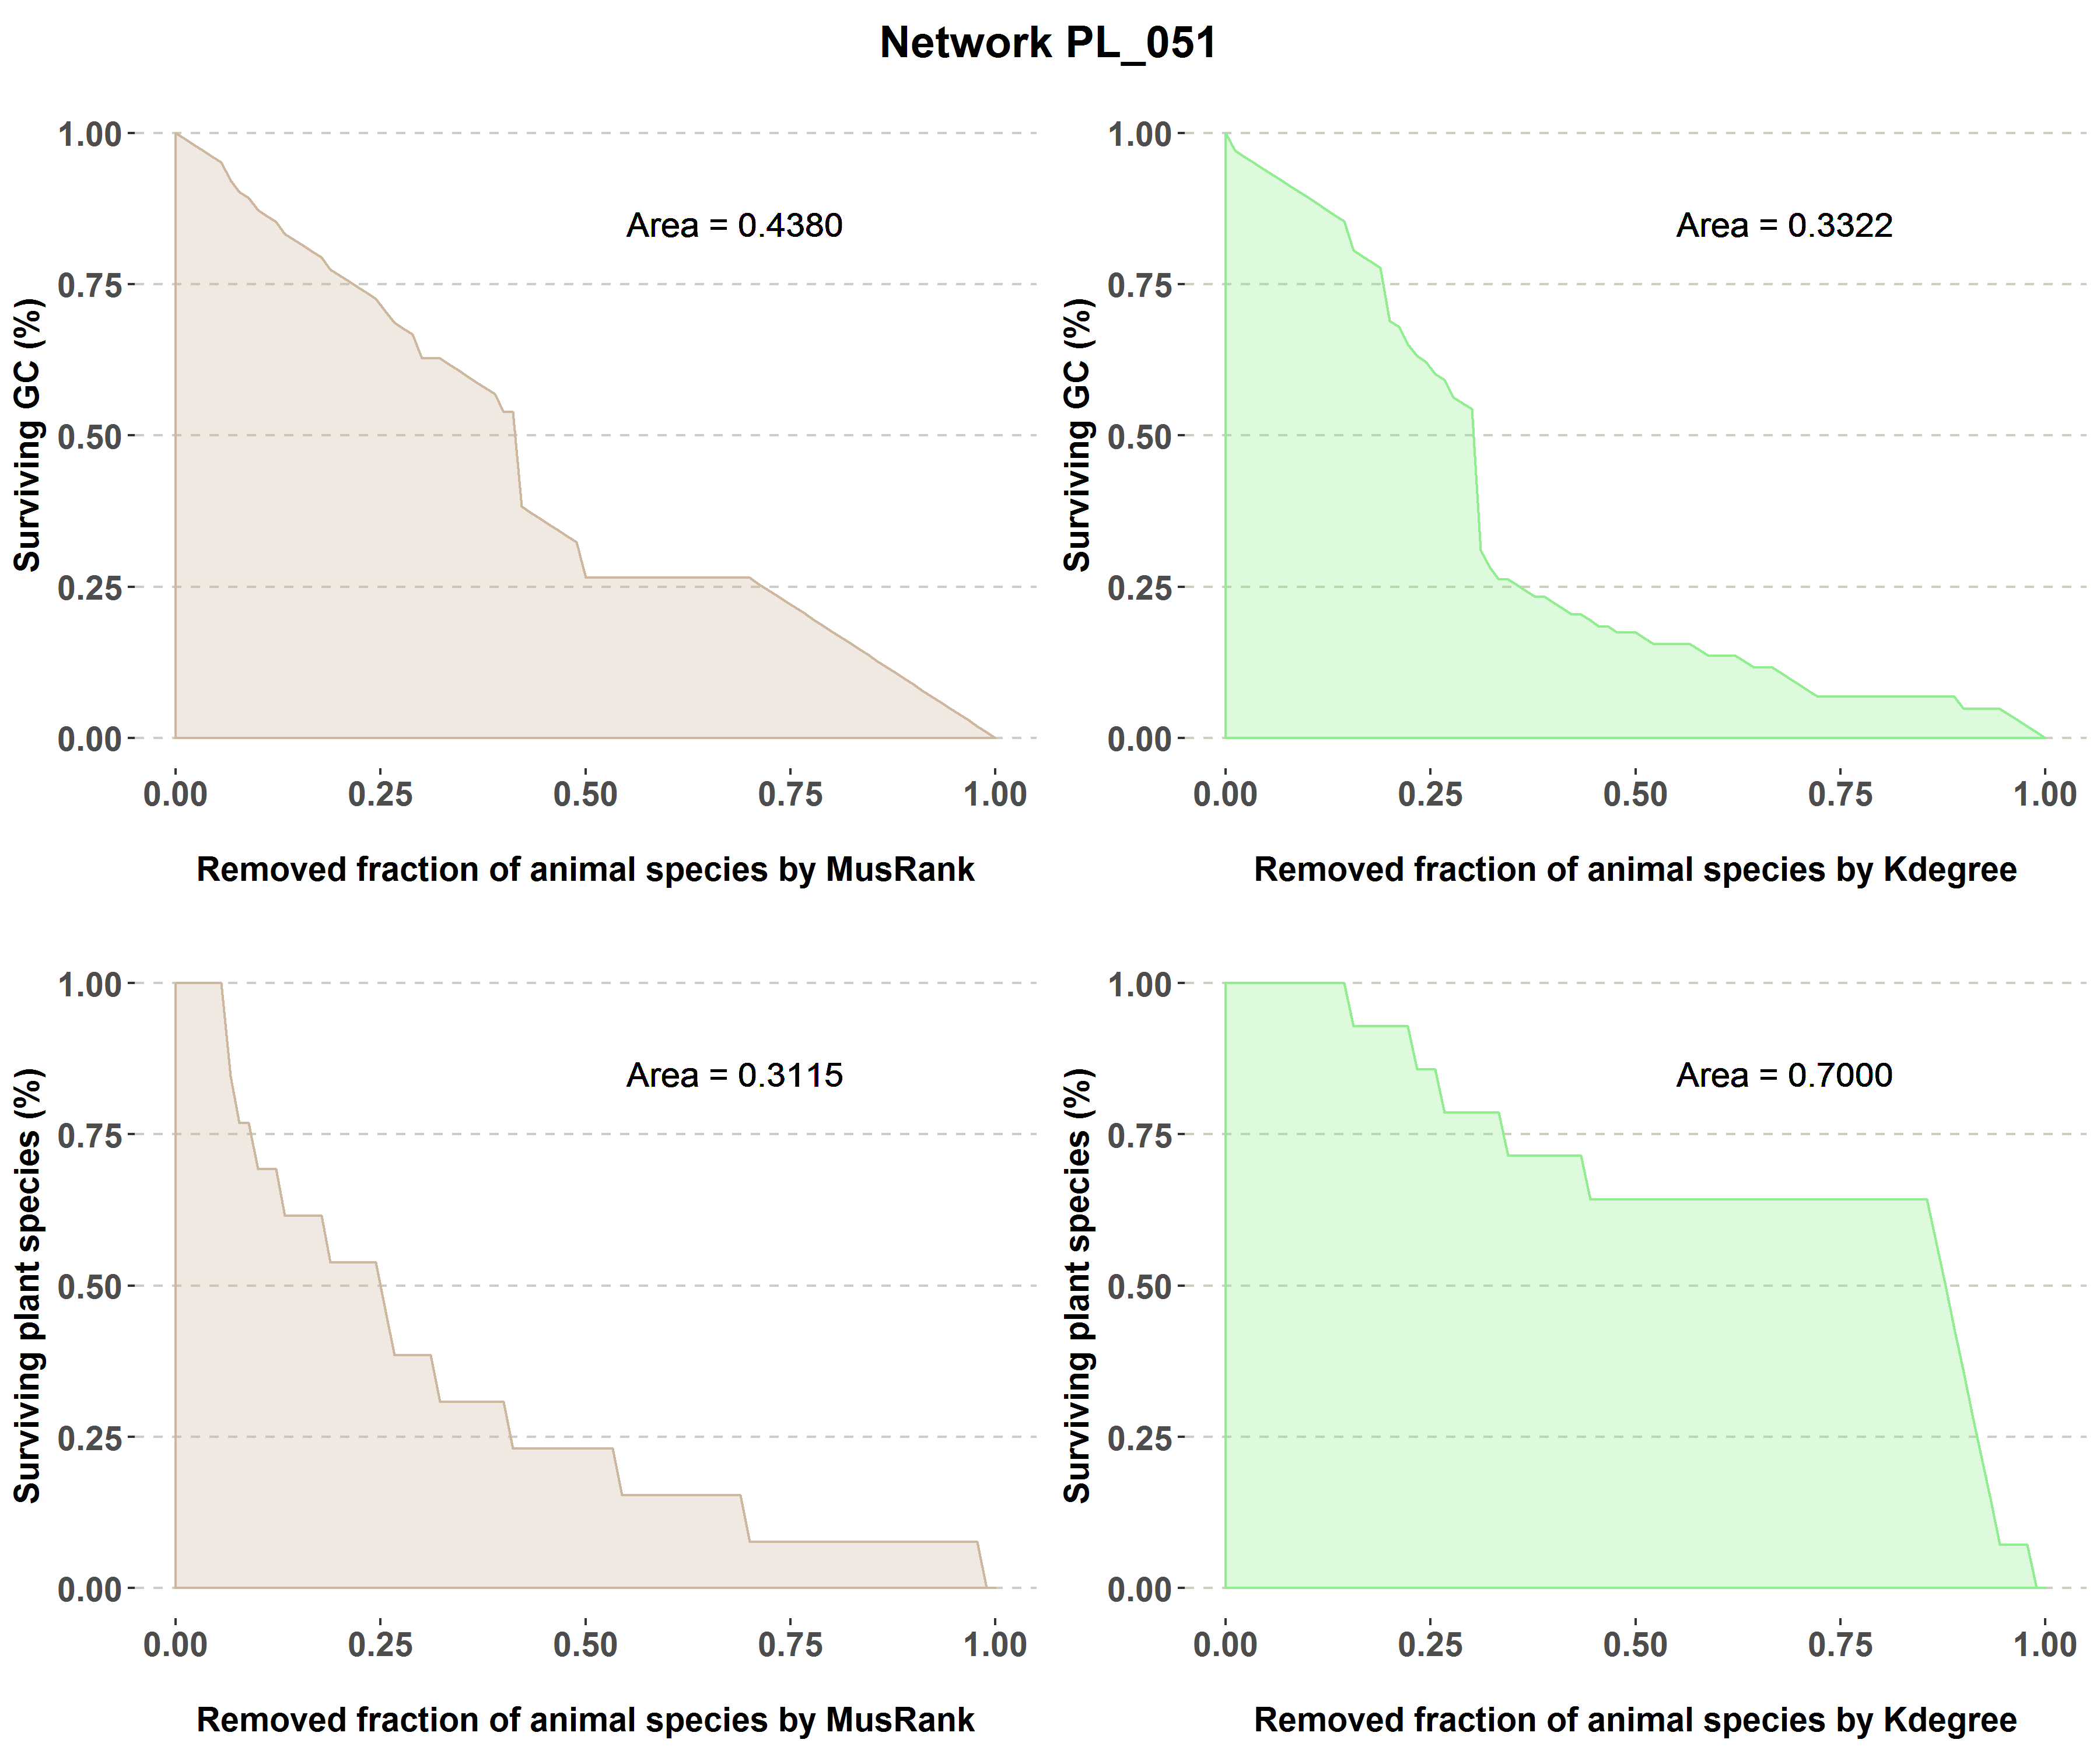 Network PL_051
Surviving GC (%)
1.00
0.75
0.50
0.25
0.00
Area = 0.4380
0.00 0.25 0.50 0.75 1.00
Removed fraction of animal species by MusRank
Surviving GC (%)
1.00
0.75
0.50
0.25
0.00
Area = 0.3322
0.00 0.25 0.50 0.75 1.00
Removed fraction of animal species by Kdegree
Surviving plant species (%)
1.00
0.75
0.50
0.25
0.00
Area = 0.3115
0.00 0.25 0.50 0.75 1.00
Removed fraction of animal species by MusRank
Surviving plant species (%)
1.00
0.75
0.50
0.25
0.00
Area = 0.7000
0.00 0.25 0.50 0.75 1.00
Removed fraction of animal species by Kdegree